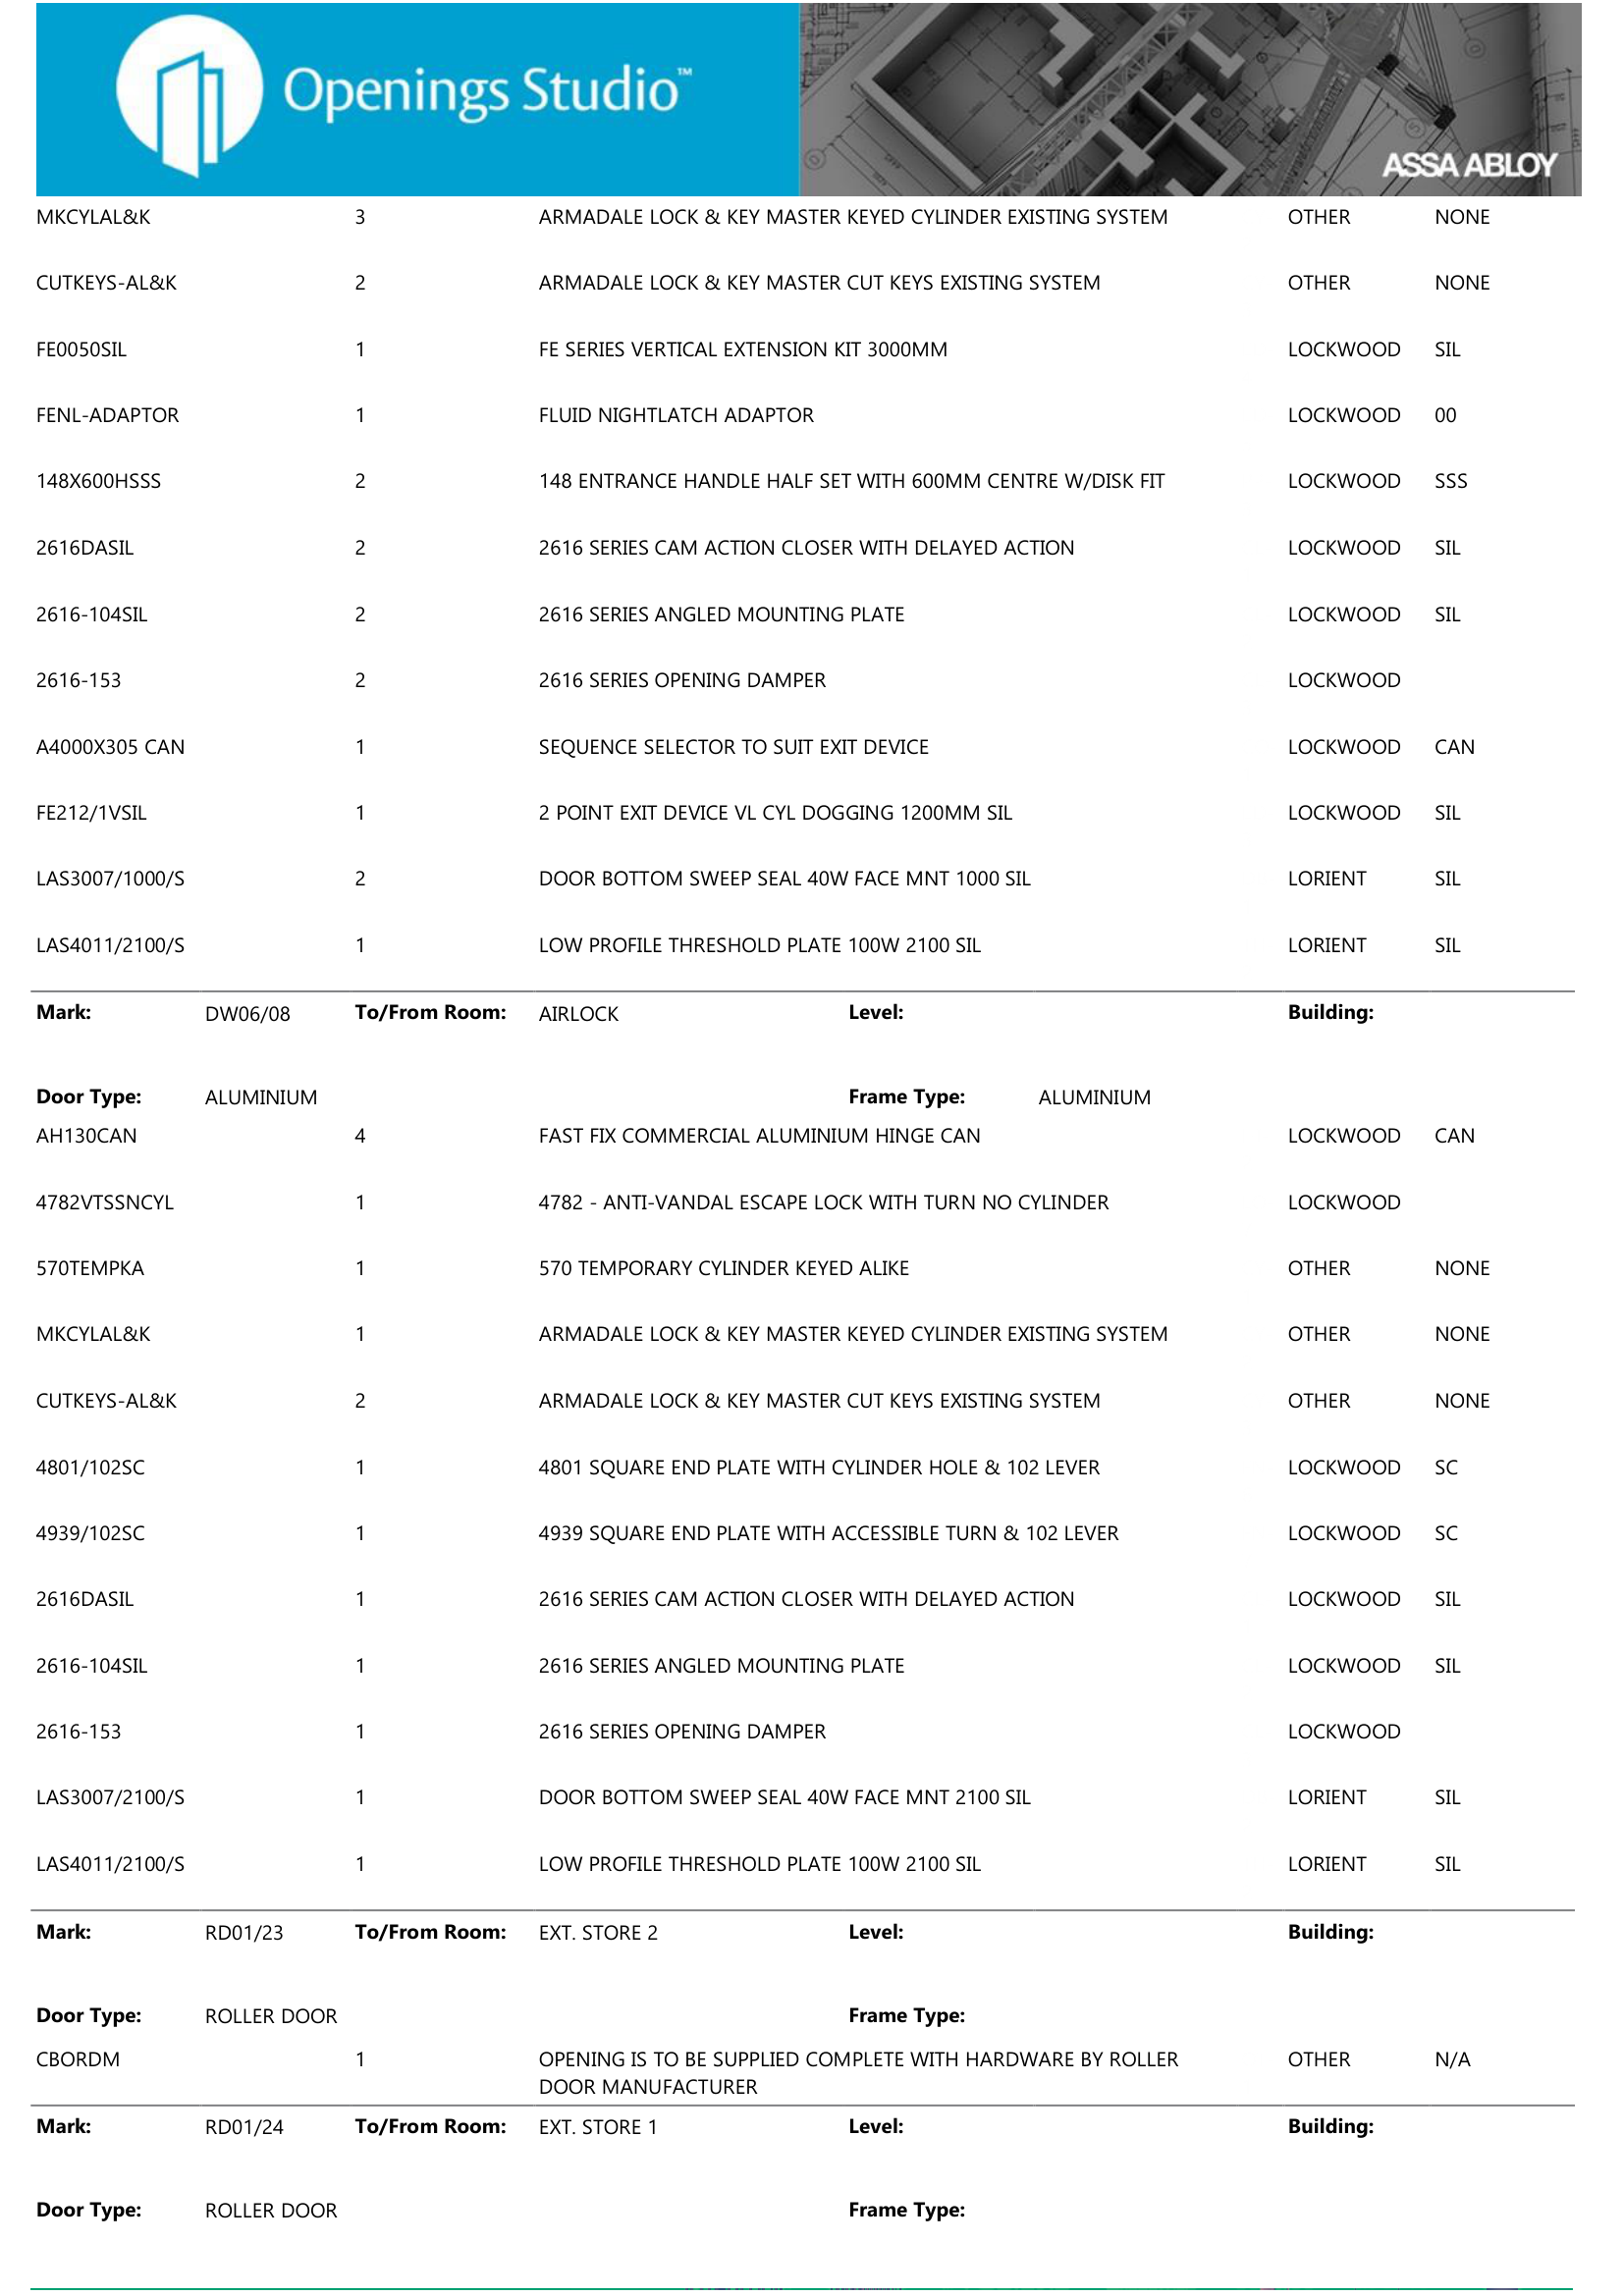 Openings Studio™
ASSA ABLOY
MKCYLAL&K 3 ARMADALE LOCK & KEY MASTER KEYED CYLINDER EXISTING SYSTEM OTHER NONE
CUTKEYS-AL&K 2 ARMADALE LOCK & KEY MASTER CUT KEYS EXISTING SYSTEM OTHER NONE
FE0050SIL 1 FE SERIES VERTICAL EXTENSION KIT 3000MM LOCKWOOD SIL
FENL-ADAPTOR 1 FLUID NIGHTLATCH ADAPTOR LOCKWOOD 00
148X600HSSS 2 148 ENTRANCE HANDLE HALF SET WITH 600MM CENTRE W/DISK FIT LOCKWOOD SSS
2616DASIL 2 2616 SERIES CAM ACTION CLOSER WITH DELAYED ACTION LOCKWOOD SIL
2616-104SIL 2 2616 SERIES ANGLED MOUNTING PLATE LOCKWOOD SIL
2616-153 2 2616 SERIES OPENING DAMPER LOCKWOOD
A4000X305 CAN 1 SEQUENCE SELECTOR TO SUIT EXIT DEVICE LOCKWOOD CAN
FE212/1VSIL 1 2 POINT EXIT DEVICE VL CYL DOGGING 1200MM SIL LOCKWOOD SIL
LAS3007/1000/S 2 DOOR BOTTOM SWEEP SEAL 40W FACE MNT 1000 SIL LORIENT SIL
LAS4011/2100/S 1 LOW PROFILE THRESHOLD PLATE 100W 2100 SIL LORIENT SIL
Mark: DW06/08 To/From Room: AIRLOCK Level: Building:
Door Type: ALUMINIUM Frame Type: ALUMINIUM
AH130CAN 4 FAST FIX COMMERCIAL ALUMINIUM HINGE CAN LOCKWOOD CAN
4782VTSSNCYL 1 4782 - ANTI-VANDAL ESCAPE LOCK WITH TURN NO CYLINDER LOCKWOOD
570TEMPKA 1 570 TEMPORARY CYLINDER KEYED ALIKE OTHER NONE
MKCYLAL&K 1 ARMADALE LOCK & KEY MASTER KEYED CYLINDER EXISTING SYSTEM OTHER NONE
CUTKEYS-AL&K 2 ARMADALE LOCK & KEY MASTER CUT KEYS EXISTING SYSTEM OTHER NONE
4801/102SC 1 4801 SQUARE END PLATE WITH CYLINDER HOLE & 102 LEVER LOCKWOOD SC
4939/102SC 1 4939 SQUARE END PLATE WITH ACCESSIBLE TURN & 102 LEVER LOCKWOOD SC
2616DASIL 1 2616 SERIES CAM ACTION CLOSER WITH DELAYED ACTION LOCKWOOD SIL
2616-104SIL 1 2616 SERIES ANGLED MOUNTING PLATE LOCKWOOD SIL
2616-153 1 2616 SERIES OPENING DAMPER LOCKWOOD
LAS3007/2100/S 1 DOOR BOTTOM SWEEP SEAL 40W FACE MNT 2100 SIL LORIENT SIL
LAS4011/2100/S 1 LOW PROFILE THRESHOLD PLATE 100W 2100 SIL LORIENT SIL
Mark: RD01/23 To/From Room: EXT. STORE 2 Level: Building:
Door Type: ROLLER DOOR Frame Type:
CBORDM 1 OPENING IS TO BE SUPPLIED COMPLETE WITH HARDWARE BY ROLLER OTHER N/A
DOOR MANUFACTURER
Mark: RD01/24 To/From Room: EXT. STORE 1 Level: Building:
Door Type: ROLLER DOOR Frame Type: